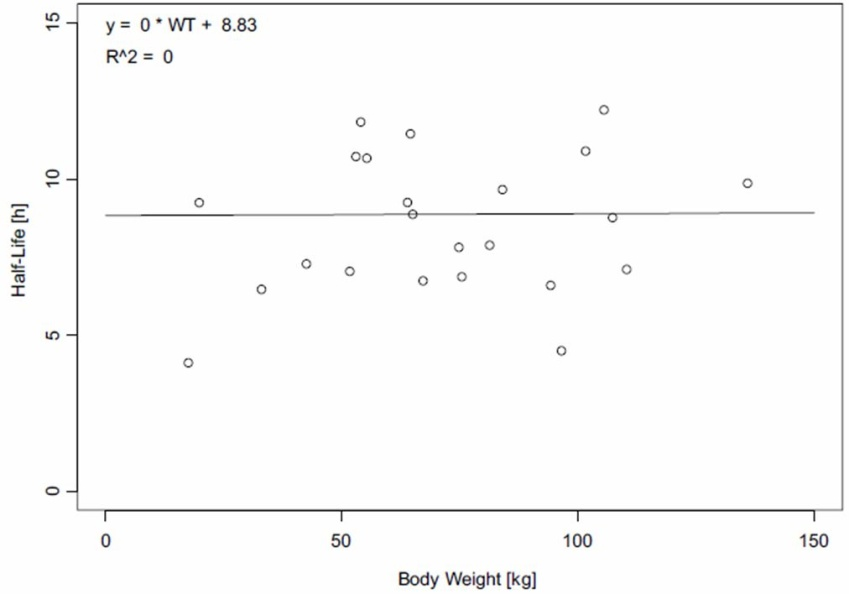 y = 0 * WT + 8.83
R^2 = 0
15
10
5
0
Half-Life [h]
0 50 100 150
Body Weight [kg]